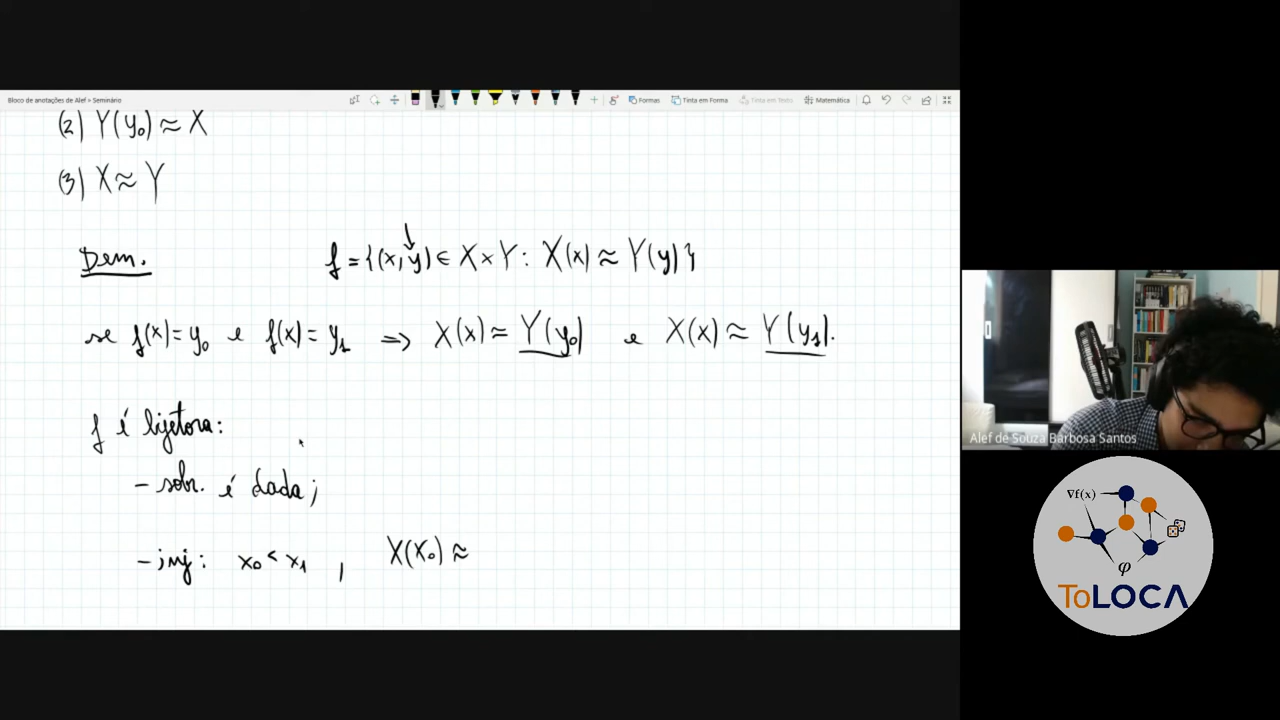 Bloco de anotações de Alef » Seminário
Formas Tinta em Forma Tinta em Texto Matemática
(2) Y(y₀) ≈ X
(3) X ≈ Y
Dem. f = {(x, y) ∈ X × Y : X(x) ≈ Y(y)}
se f(x) = y₀ e f(x) = y₁ ⇒ X(x) ≈ Y(y₀) e X(x) ≈ Y(y₁).
f é bijetora:
- sobr. é dada;
- inj: x₀ < x₁ , X(x₀) ≈
Alef de Souza Barbosa Santos
∇f(x)
φ
ToLOCA